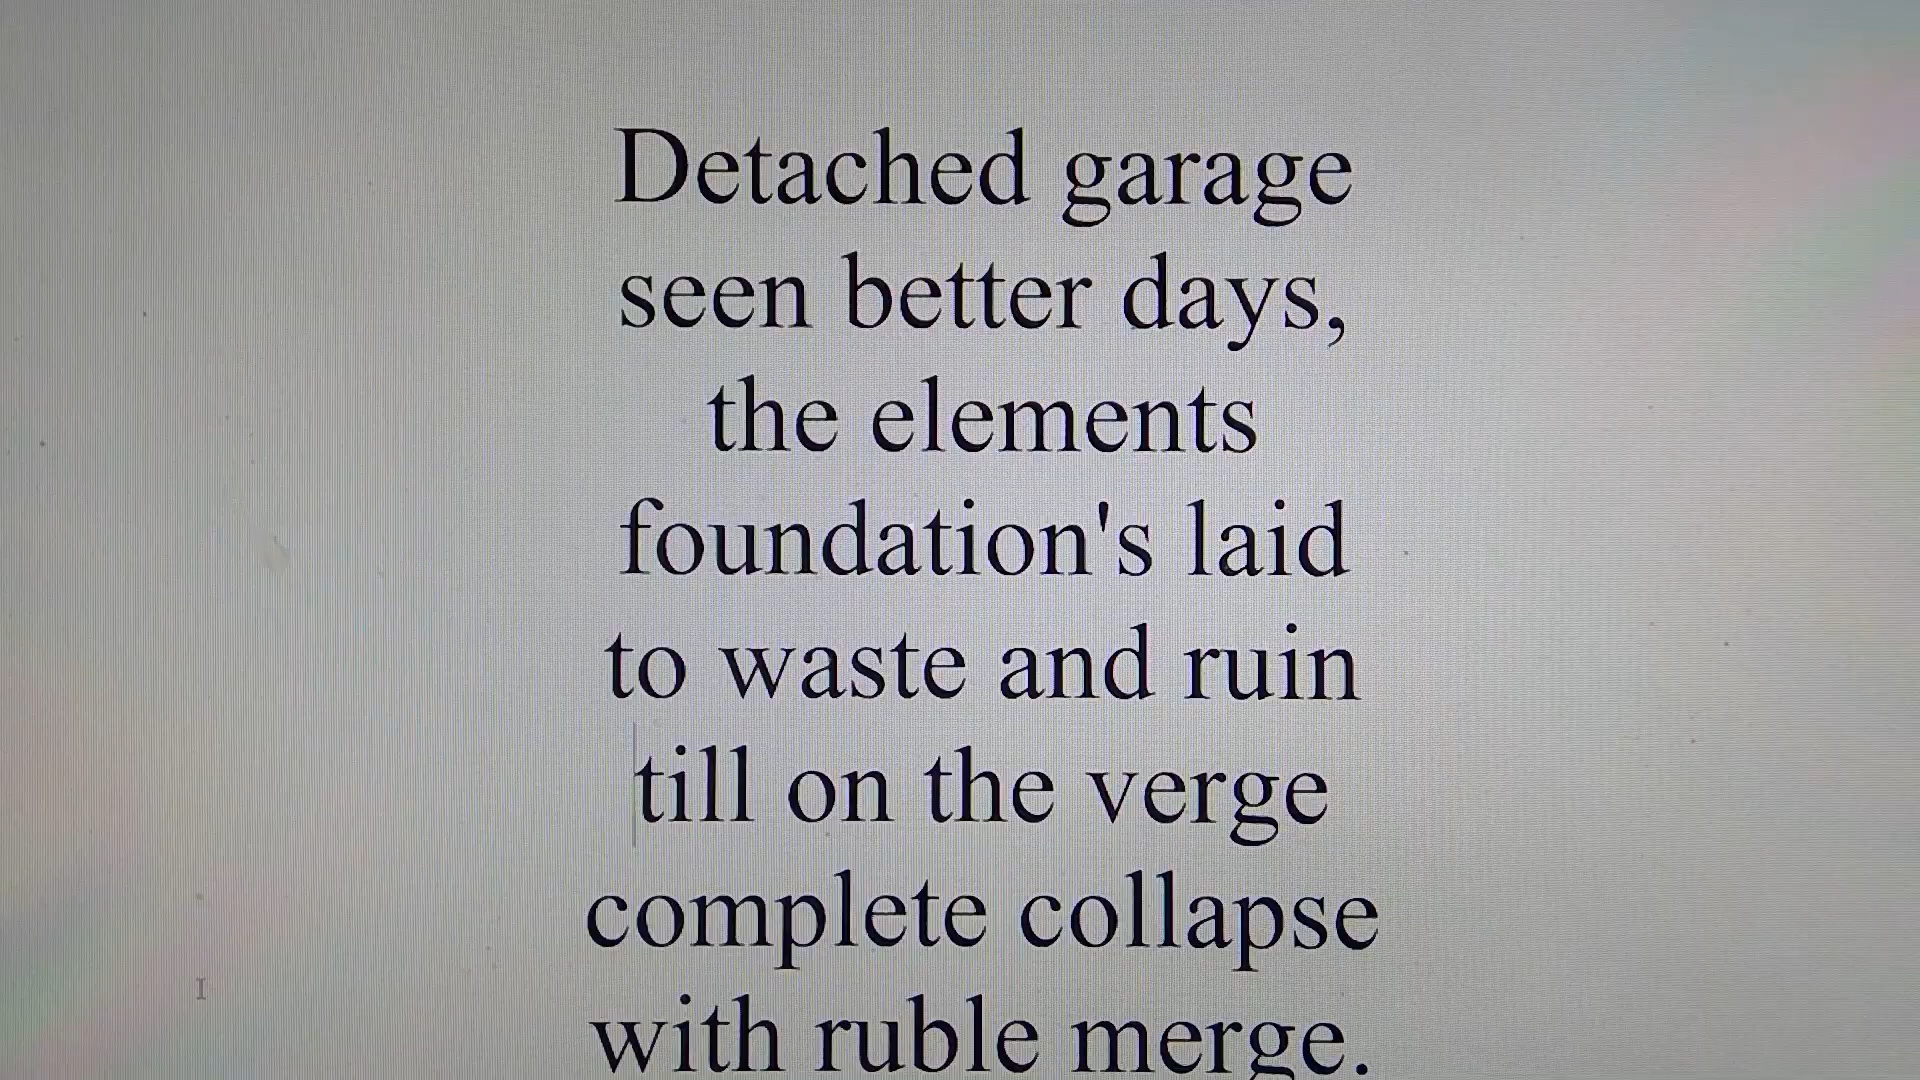 Detached garage
seen better days,
the elements
foundation's laid
to waste and ruin
till on the verge
complete collapse
with ruble merge.